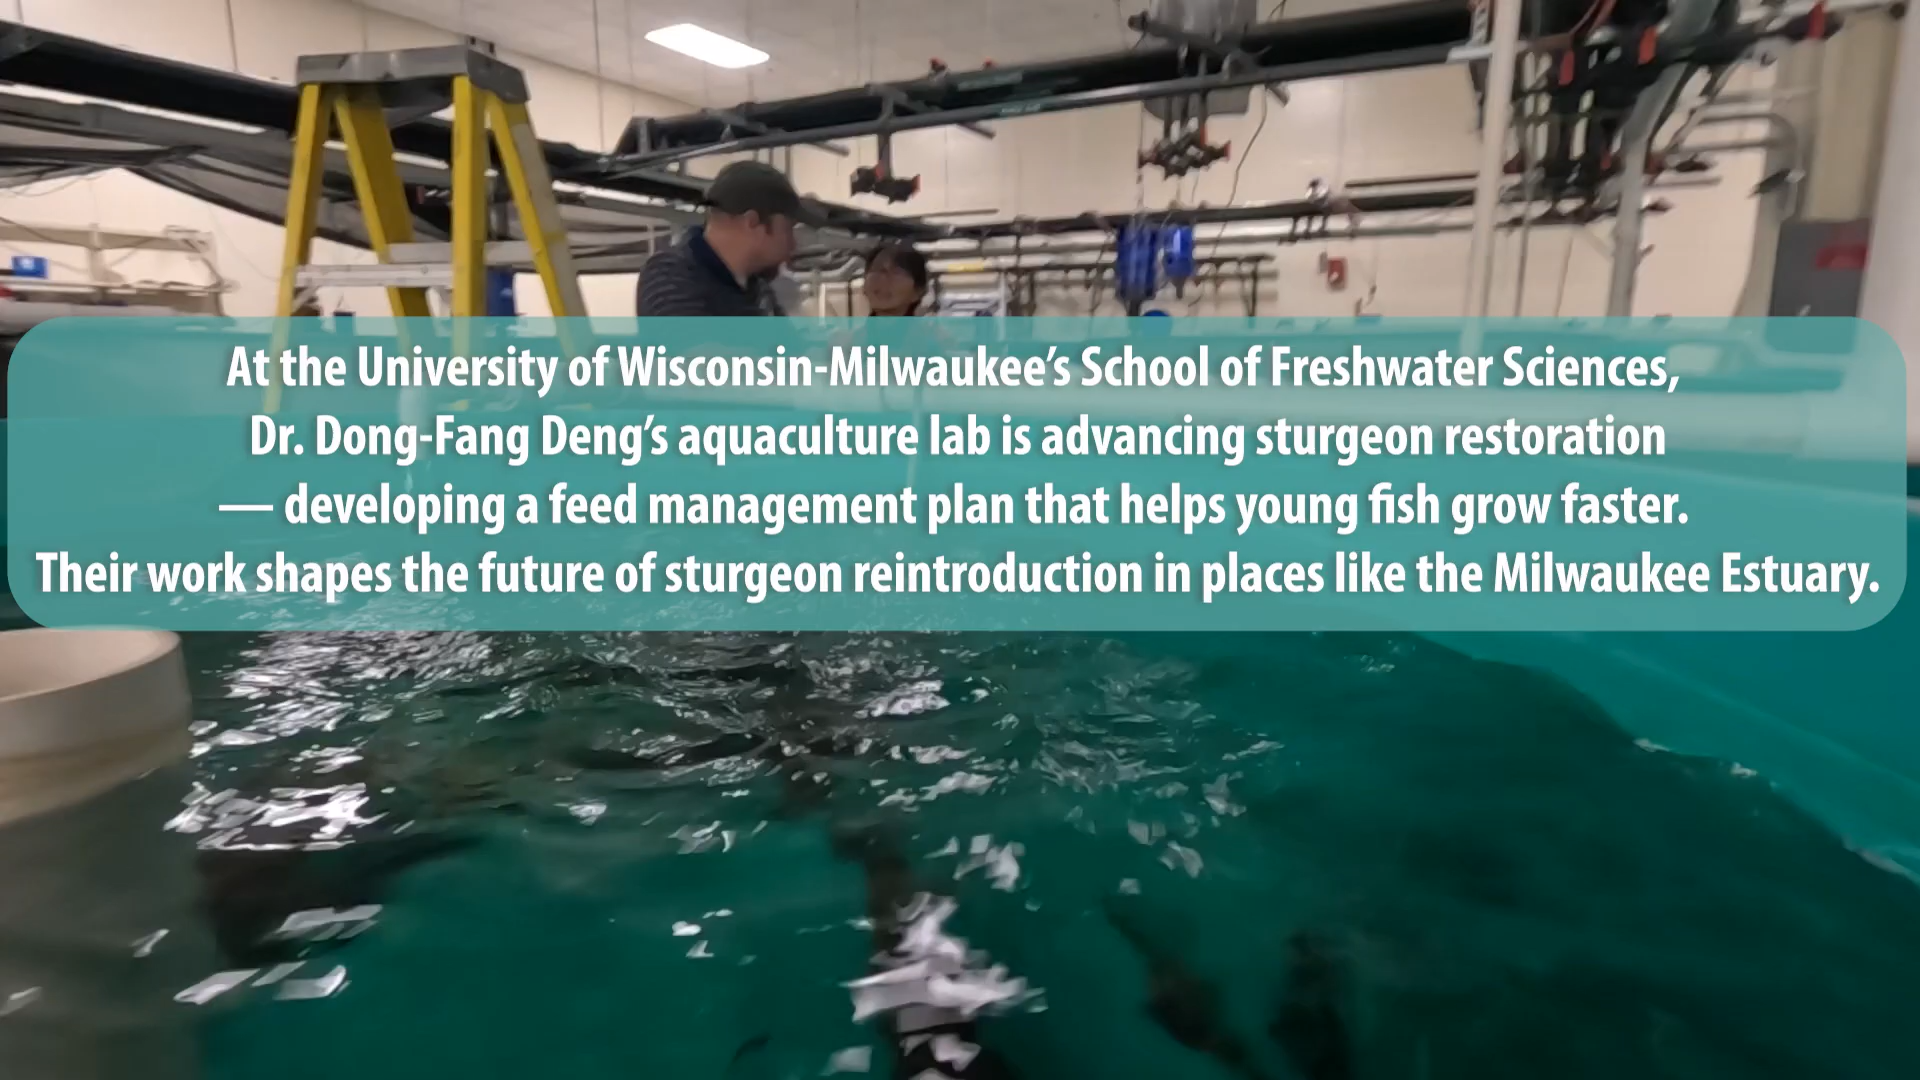 At the University of Wisconsin-Milwaukee’s School of Freshwater Sciences,
Dr. Dong-Fang Deng’s aquaculture lab is advancing sturgeon restoration
— developing a feed management plan that helps young fish grow faster.
Their work shapes the future of sturgeon reintroduction in places like the Milwaukee Estuary.